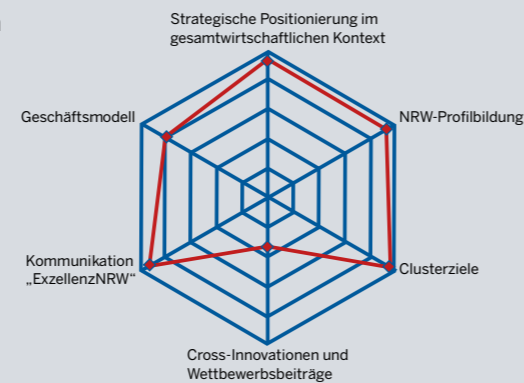 Strategische Positionierung im
gesamtwirtschaftlichen Kontext
Geschäftsmodell
NRW-Profilbildung
Kommunikation
„ExzellenzNRW“
Clusterziele
Cross-Innovationen und
Wettbewerbsbeiträge